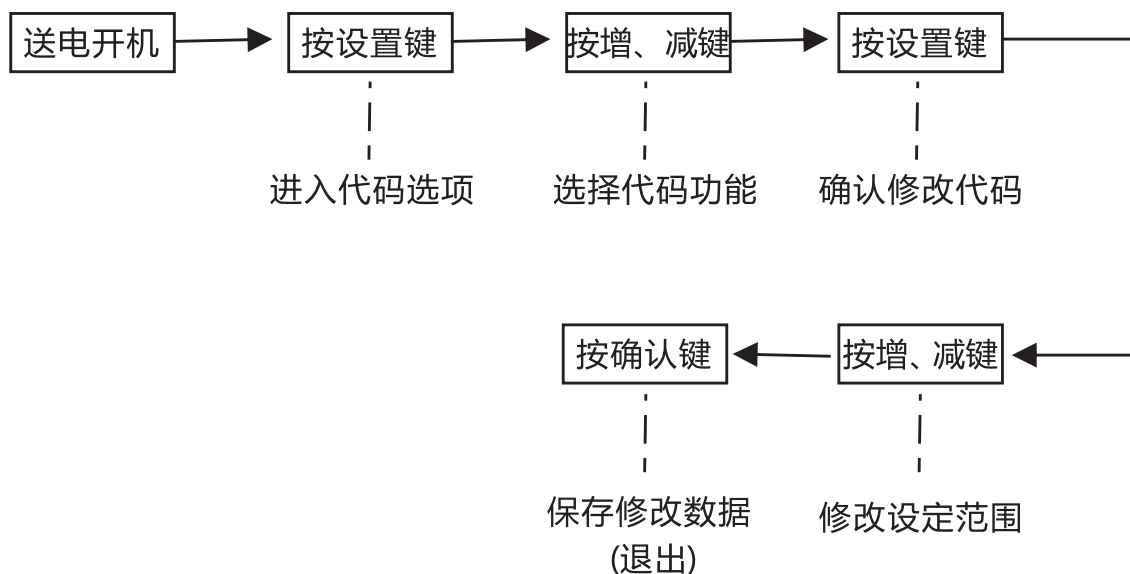 送电开机
按设置键
按增、减键
按设置键
进入代码选项
选择代码功能
确认修改代码
按确认键
按增、减键
保存修改数据
(退出)
修改设定范围